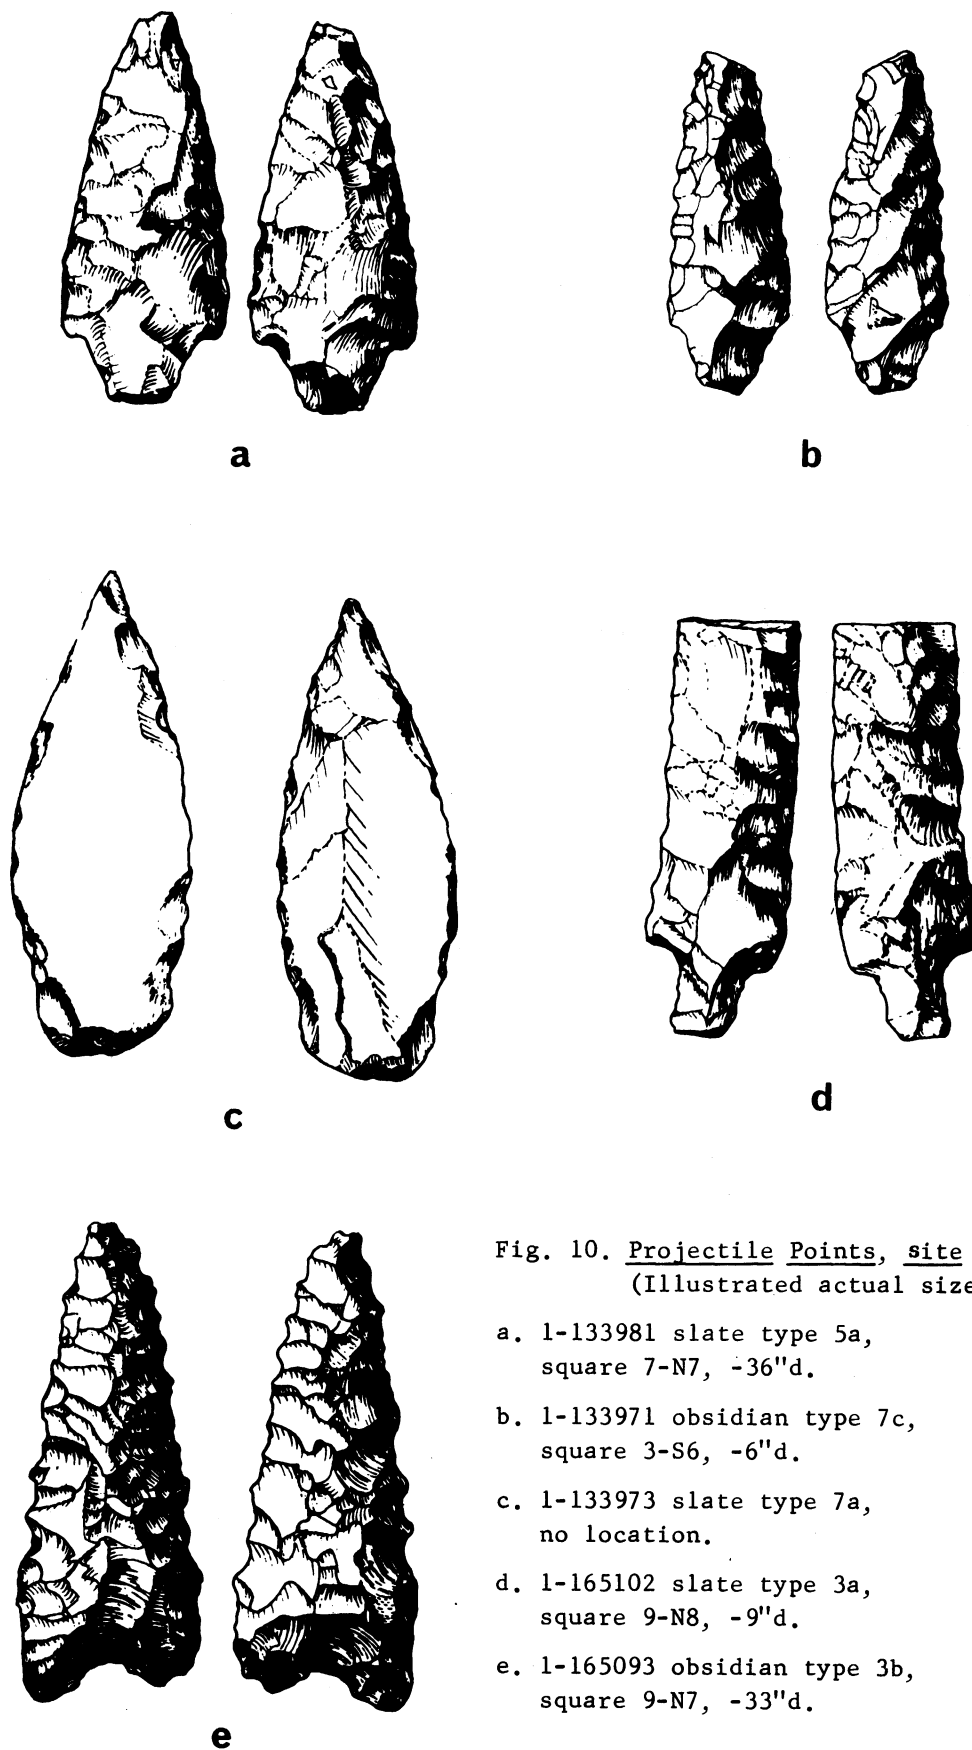 a
b
c
d
e
Fig. 10. Projectile Points, site
(Illustrated actual size
a. 1-133981 slate type 5a,
square 7-N7, -36"d.
b. 1-133971 obsidian type 7c,
square 3-S6, -6"d.
c. 1-133973 slate type 7a,
no location.
d. 1-165102 slate type 3a,
square 9-N8, -9"d.
e. 1-165093 obsidian type 3b,
square 9-N7, -33"d.